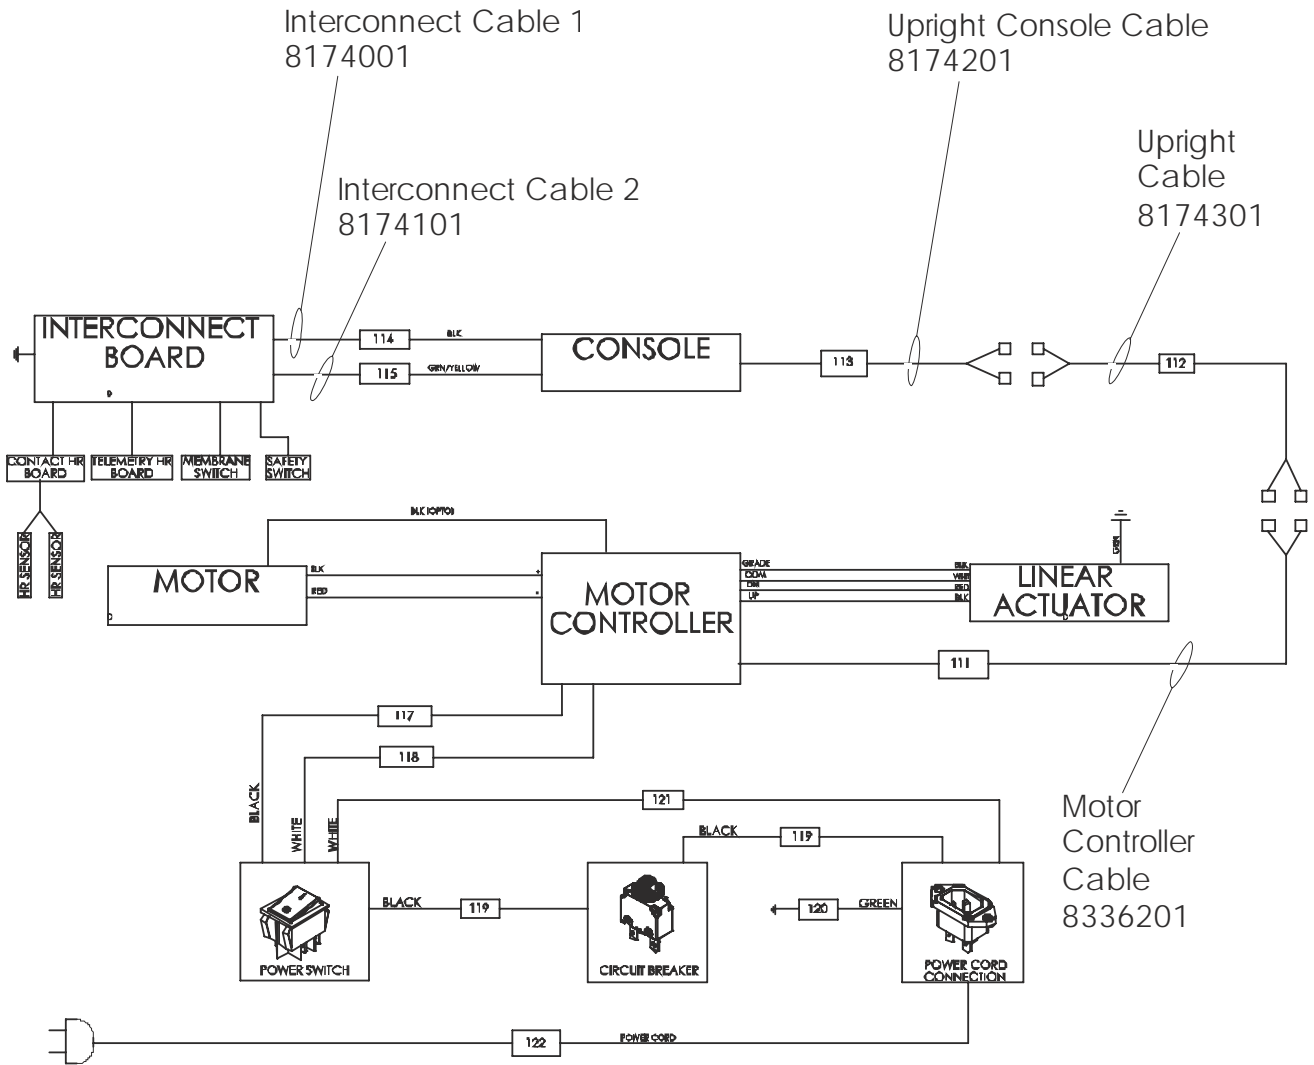 Interconnect Cable 1
8174001
Upright Console Cable
8174201
Upright
Cable
8174301
Interconnect Cable 2
8174101
INTERCONNECT
BOARD
114
BLK
115
GRN/YELLOW
CONSOLE
113
112
CONTACT HR
BOARD
TELEMETRY HR
BOARD
MEMBRANE
SWITCH
SAFETY
SWITCH
HR SENSOR
HR SENSOR
BLK (OPTO)
MOTOR
BLK
RED
+
-
MOTOR
CONTROLLER
GRADE
COM
DN
UP
BLK
WHT
RED
BLK
GRN
LINEAR
ACTUATOR
111
117
118
BLACK
WHITE
WHITE
121
BLACK
119
POWER SWITCH
BLACK
119
CIRCUIT BREAKER
120
GREEN
POWER CORD
CONNECTION
Motor
Controller
Cable
8336201
122
POWER CORD